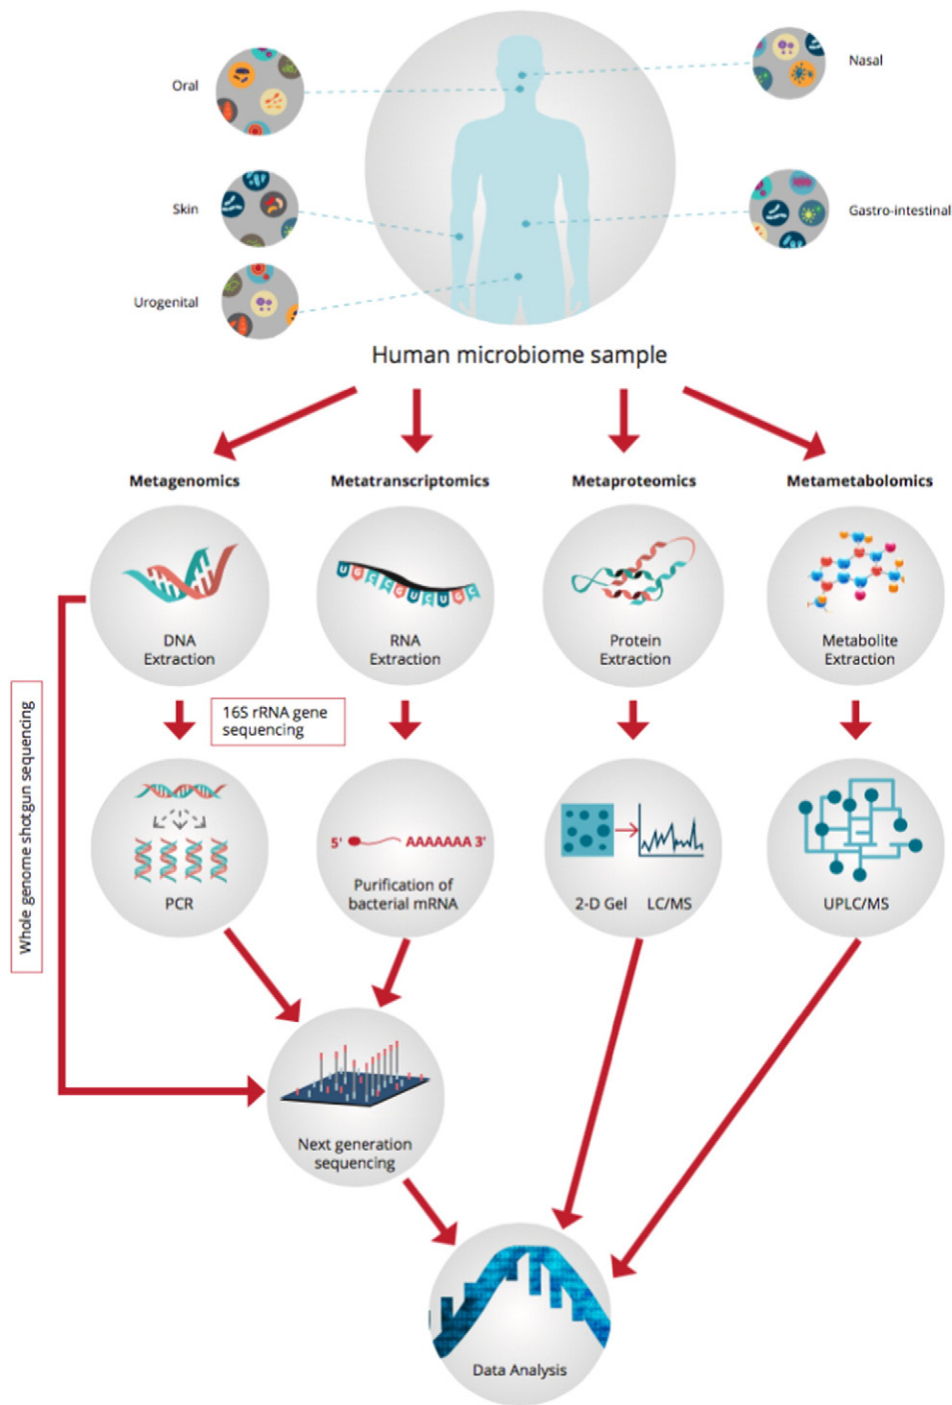 Oral
Nasal
Skin
Gastro-intestinal
Urogenital
Human microbiome sample
Metagenomics
Metatranscriptomics
Metaproteomics
Metametabolomics
UGCCGUCUGC
DNA
Extraction
RNA
Extraction
Protein
Extraction
Metabolite
Extraction
Whole genome shotgun sequencing
16S rRNA gene
sequencing
PCR
5' AAAAAAA 3'
Purification of
bacterial mRNA
2-D Gel LC/MS
UPLC/MS
Next generation
sequencing
Data Analysis